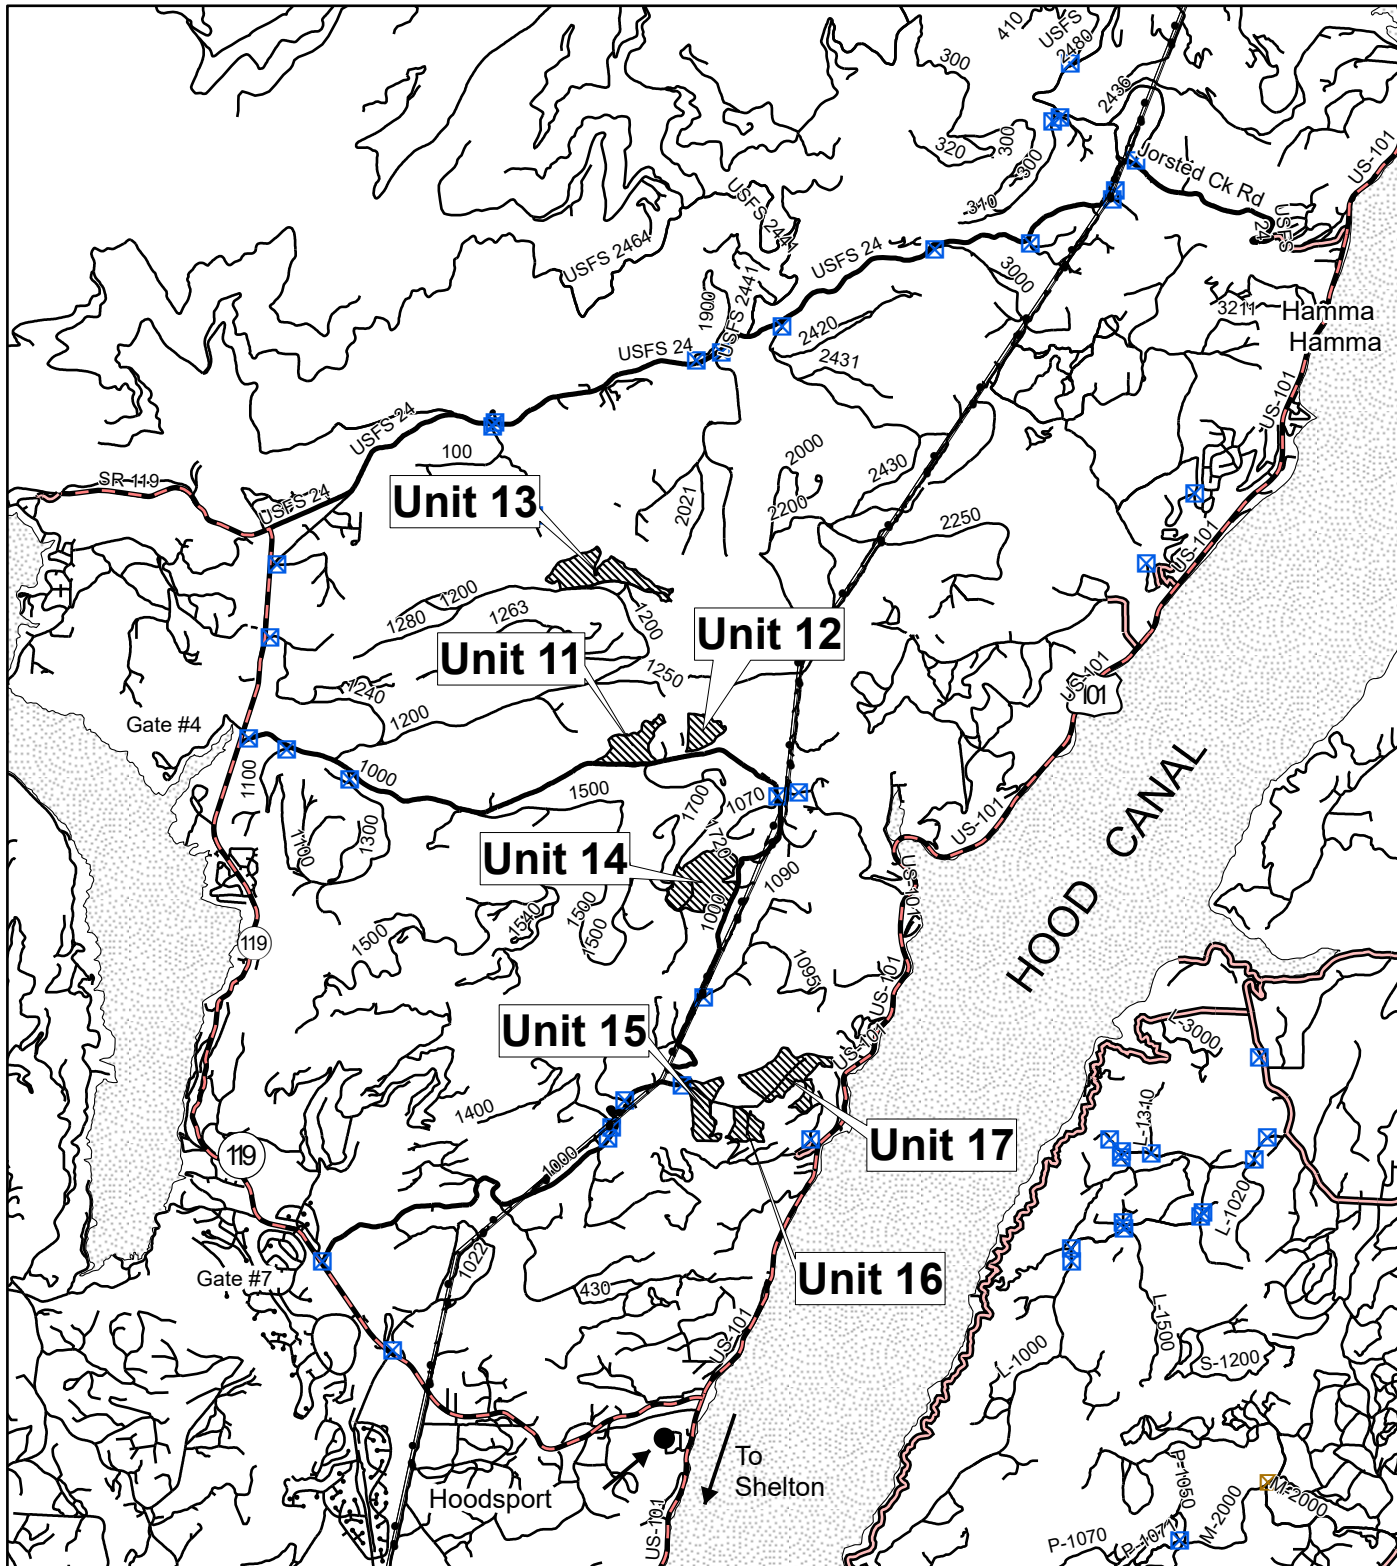 410
USFS
2480
300
2436
320
300
300
310
Jorsted Ck Rd
US-101
USFS
24
USFS 2441
USFS 2464
USFS 24
3000
1900
USFS 2441
3211
Hamma
Hamma
2420
USFS 24
2431
US-101
USFS 24
100
2000
2430
SR 119
Unit 13
USFS 24
2021
2200
2250
US-101
1200
1280
1263
1200
Unit 12
Unit 11
1250
US-101
101
1240
1200
Gate #4
1100
1000
1500
1700
1070
HOOD CANAL
US-101
1300
1100
1720
Unit 14
1090
US-101
1000
1540
1500
1500
1500
119
1095
US-101
L-3000
Unit 15
US-101
1400
L-1310
119
1000
Unit 17
L-1020
1022
Gate #7
430
Unit 16
L-1500
US-101
L-1000
S-1200
To
Shelton
Hoodsport
P-1050
M-2000
M-2000
US-101
P-1070
P-1071